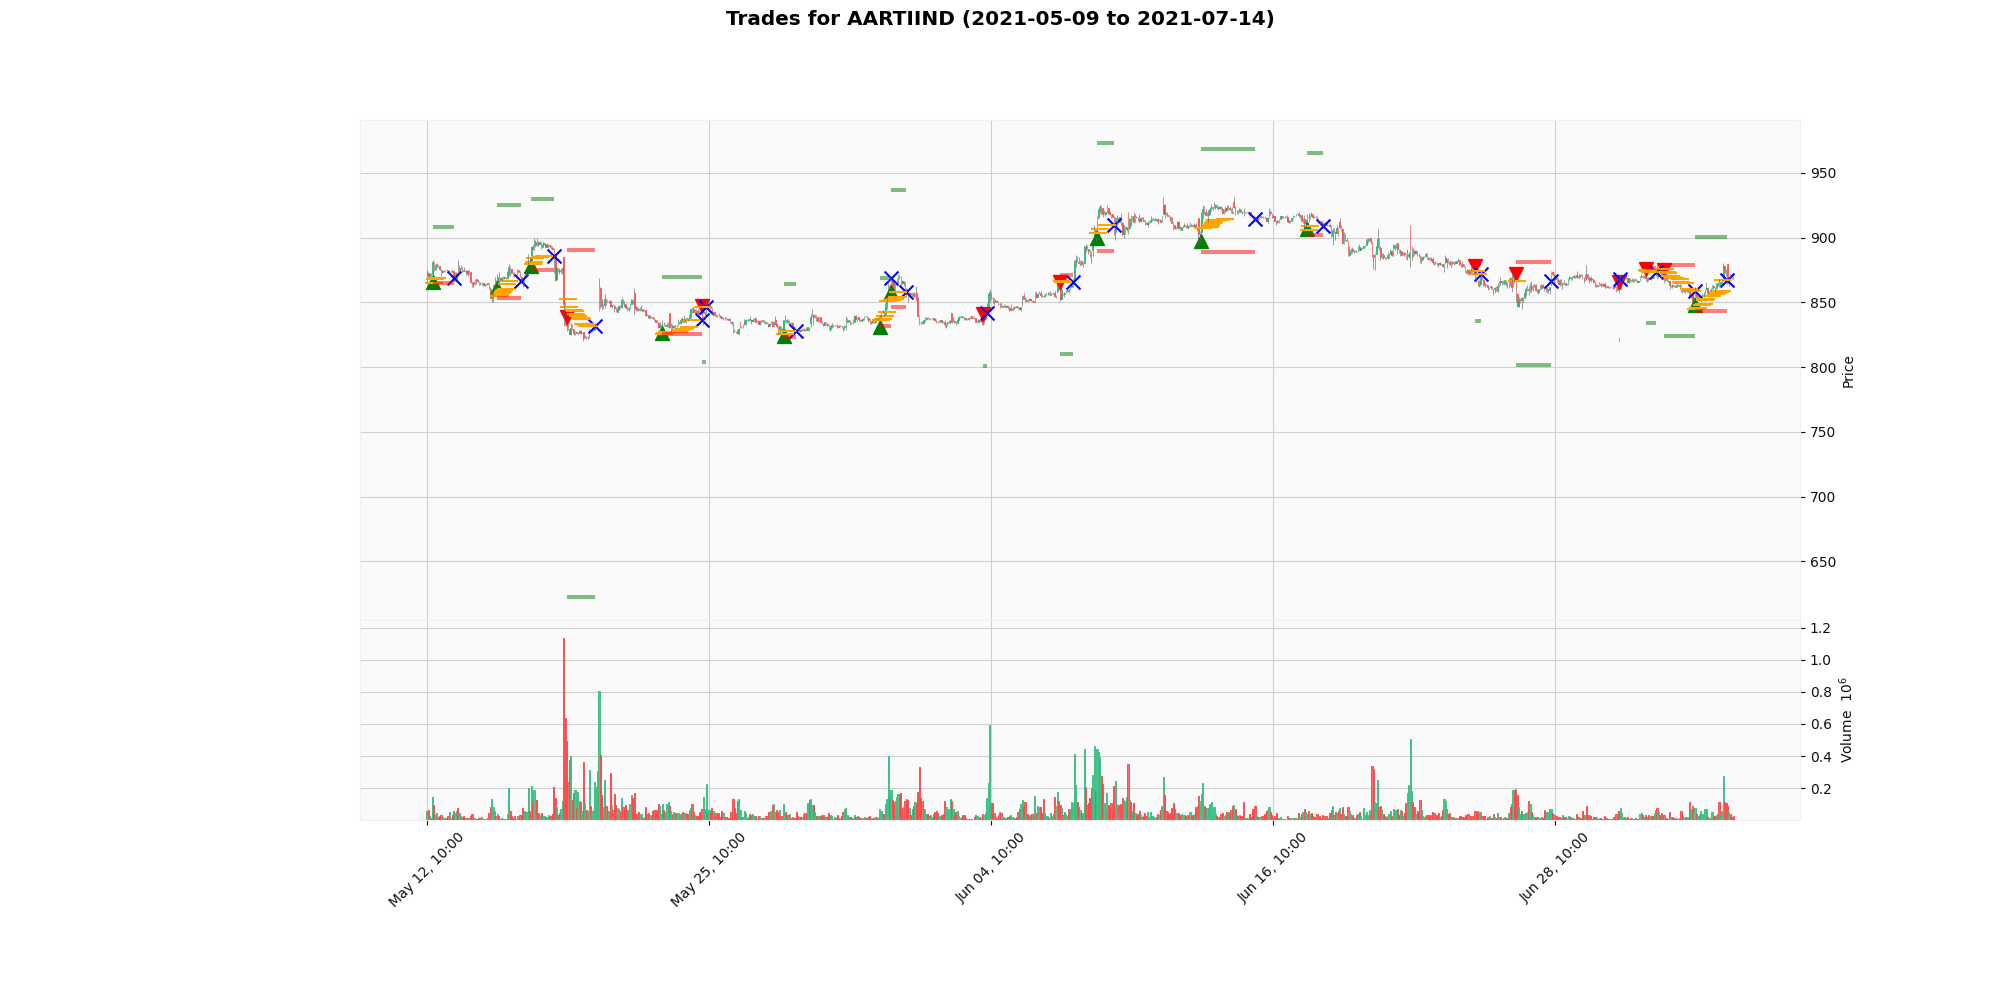 Trades for AARTIIND (2021-05-09 to 2021-07-14)
950
900
850
800
750
700
650
Price
1.2
1.0
0.8
0.6
0.4
0.2
Volume 10^6
May 12, 10:00
May 25, 10:00
Jun 04, 10:00
Jun 16, 10:00
Jun 28, 10:00